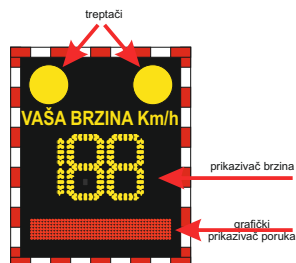 treptači
VAŠA BRZINA Km/h
188
prikazivač brzina
grafički
prikazivač poruka